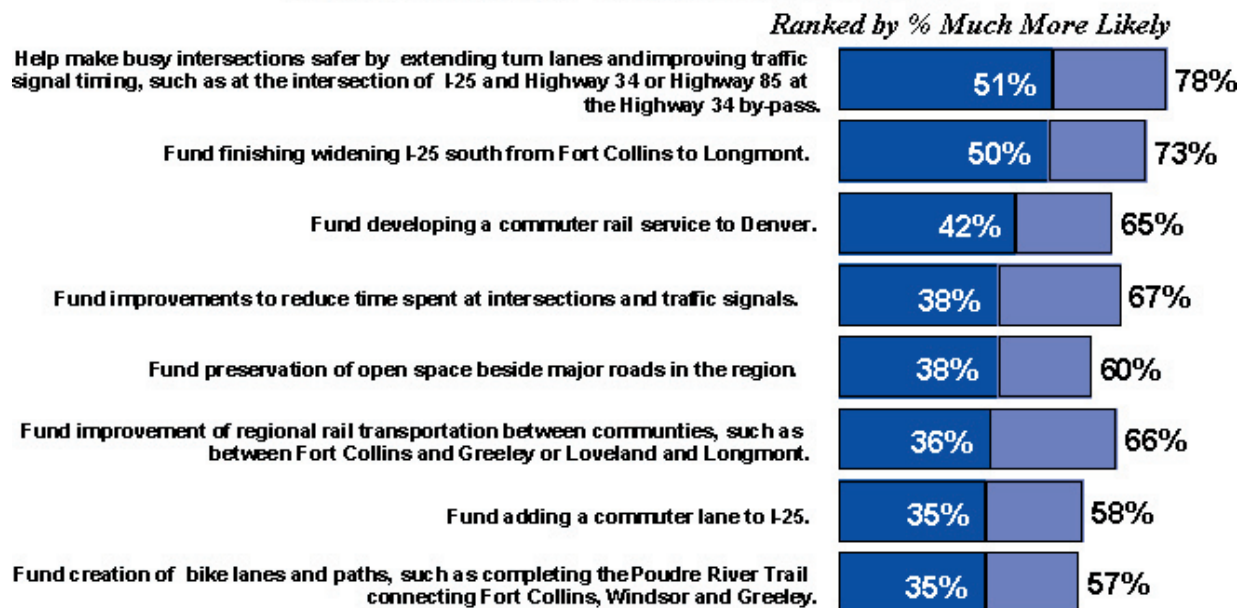 Ranked by % Much More Likely
Help make busy intersections safer by extending turn lanes and improving traffic
signal timing, such as at the intersection of I-25 and Highway 34 or Highway 85 at
the Highway 34 by-pass.
51% 78%
Fund finishing widening I-25 south from Fort Collins to Longmont.
50% 73%
Fund developing a commuter rail service to Denver.
42% 65%
Fund improvements to reduce time spent at intersections and traffic signals.
38% 67%
Fund preservation of open space beside major roads in the region.
38% 60%
Fund improvement of regional rail transportation between communties, such as
between Fort Collins and Greeley or Loveland and Longmont.
36% 66%
Fund adding a commuter lane to I-25.
35% 58%
Fund creation of bike lanes and paths, such as completing the Poudre River Trail
connecting Fort Collins, Windsor and Greeley.
35% 57%